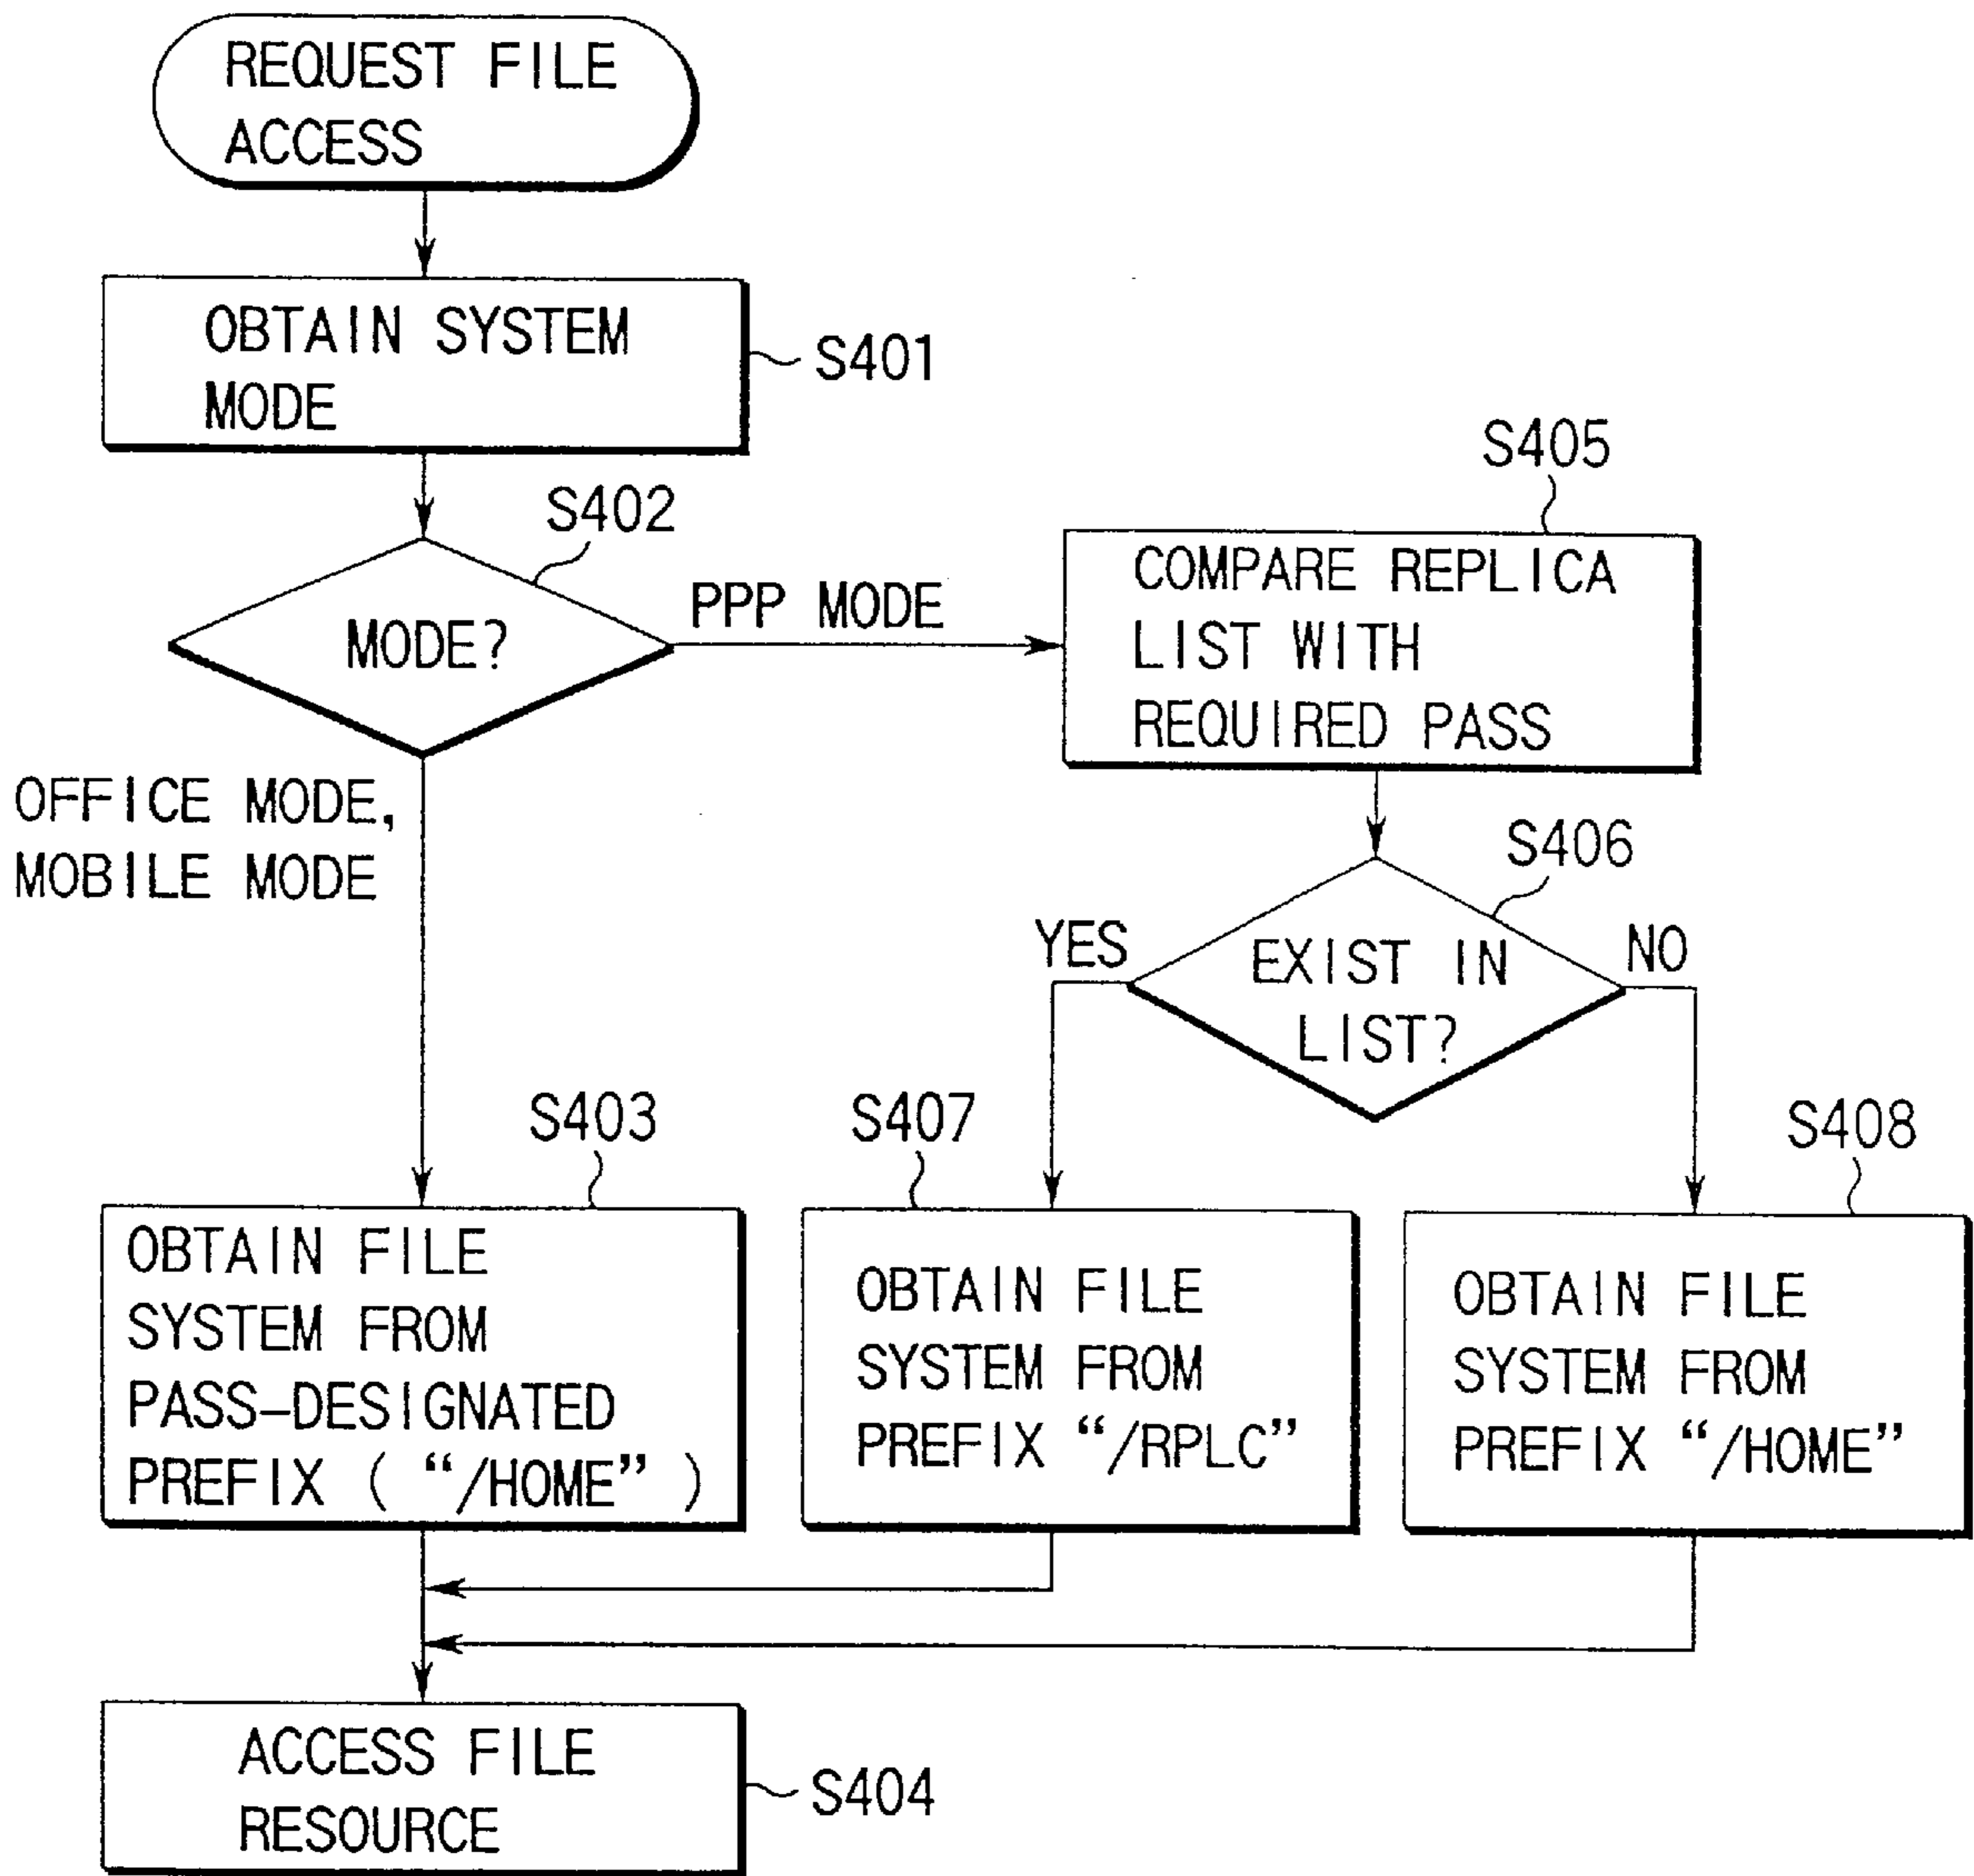 REQUEST FILE
ACCESS
OBTAIN SYSTEM
MODE
S401
S402
MODE?
PPP MODE
OFFICE MODE,
MOBILE MODE
S405
COMPARE REPLICA
LIST WITH
REQUIRED PASS
S406
EXIST IN
LIST?
YES
NO
S403
OBTAIN FILE
SYSTEM FROM
PASS-DESIGNATED
PREFIX ( “/HOME” )
S407
OBTAIN FILE
SYSTEM FROM
PREFIX “/RPLC”
S408
OBTAIN FILE
SYSTEM FROM
PREFIX “/HOME”
ACCESS FILE
RESOURCE
S404